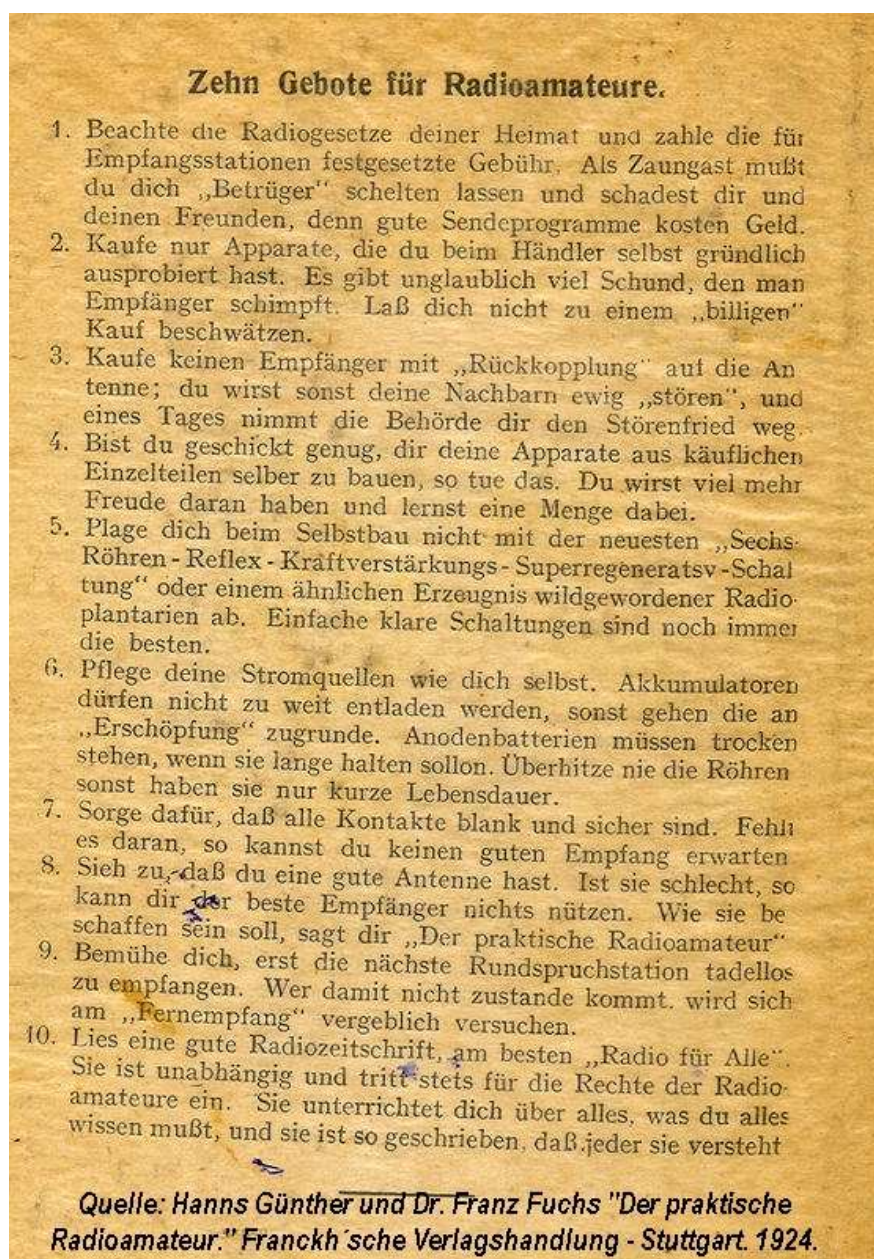 Zehn Gebote für Radioamateure.
1. Beachte die Radiogesetze deiner Heimat und zahle die für
Empfangsstationen festgesetzte Gebühr. Als Zaungast mußt
du dich „Betrüger“ schelten lassen und schadest dir und
deinen Freunden, denn gute Sendeprogramme kosten Geld.
2. Kaufe nur Apparate, die du beim Händler selbst gründlich
ausprobiert hast. Es gibt unglaublich viel Schund, den man
Empfänger schimpft. Laß dich nicht zu einem „billigen“
Kauf beschwätzen.
3. Kaufe keinen Empfänger mit „Rückkopplung“ auf die An
tenne; du wirst sonst deine Nachbarn ewig „stören“, und
eines Tages nimmt die Behörde dir den Störenfried weg.
4. Bist du geschickt genug, dir deine Apparate aus käuflichen
Einzelteilen selber zu bauen, so tue das. Du wirst viel mehr
Freude daran haben und lernst eine Menge dabei.
5. Plage dich beim Selbstbau nicht mit der neuesten „Sechs-
Röhren - Reflex - Kraftverstärkungs - Superregeneratsv -Schal
tung“ oder einem ähnlichen Erzeugnis wildgewordener Radio-
plantarien ab. Einfache klare Schaltungen sind noch immer
die besten.
6. Pflege deine Stromquellen wie dich selbst. Akkumulatoren
dürfen nicht zu weit entladen werden, sonst gehen die an
„Erschöpfung“ zugrunde. Anodenbatterien müssen trocken
stehen, wenn sie lange halten sollon. Überhitze nie die Röhren
sonst haben sie nur kurze Lebensdauer.
7. Sorge dafür, daß alle Kontakte blank und sicher sind. Fehlt
es daran, so kannst du keinen guten Empfang erwarten
8. Sieh zu, daß du eine gute Antenne hast. Ist sie schlecht, so
kann dir der beste Empfänger nichts nützen. Wie sie be
schaffen sein soll, sagt dir „Der praktische Radioamateur“
9. Bemühe dich, erst die nächste Rundspruchstation tadellos
zu empfangen. Wer damit nicht zustande kommt. wird sich
am „Fernempfang“ vergeblich versuchen.
10. Lies eine gute Radiozeitschrift, am besten „Radio für Alle“.
Sie ist unabhängig und tritt stets für die Rechte der Radio-
amateure ein. Sie unterrichtet dich über alles, was du alles
wissen mußt, und sie ist so geschrieben, daß jeder sie versteht
Quelle: Hanns Günther und Dr. Franz Fuchs "Der praktische
Radioamateur." Franckh´sche Verlagshandlung - Stuttgart. 1924.